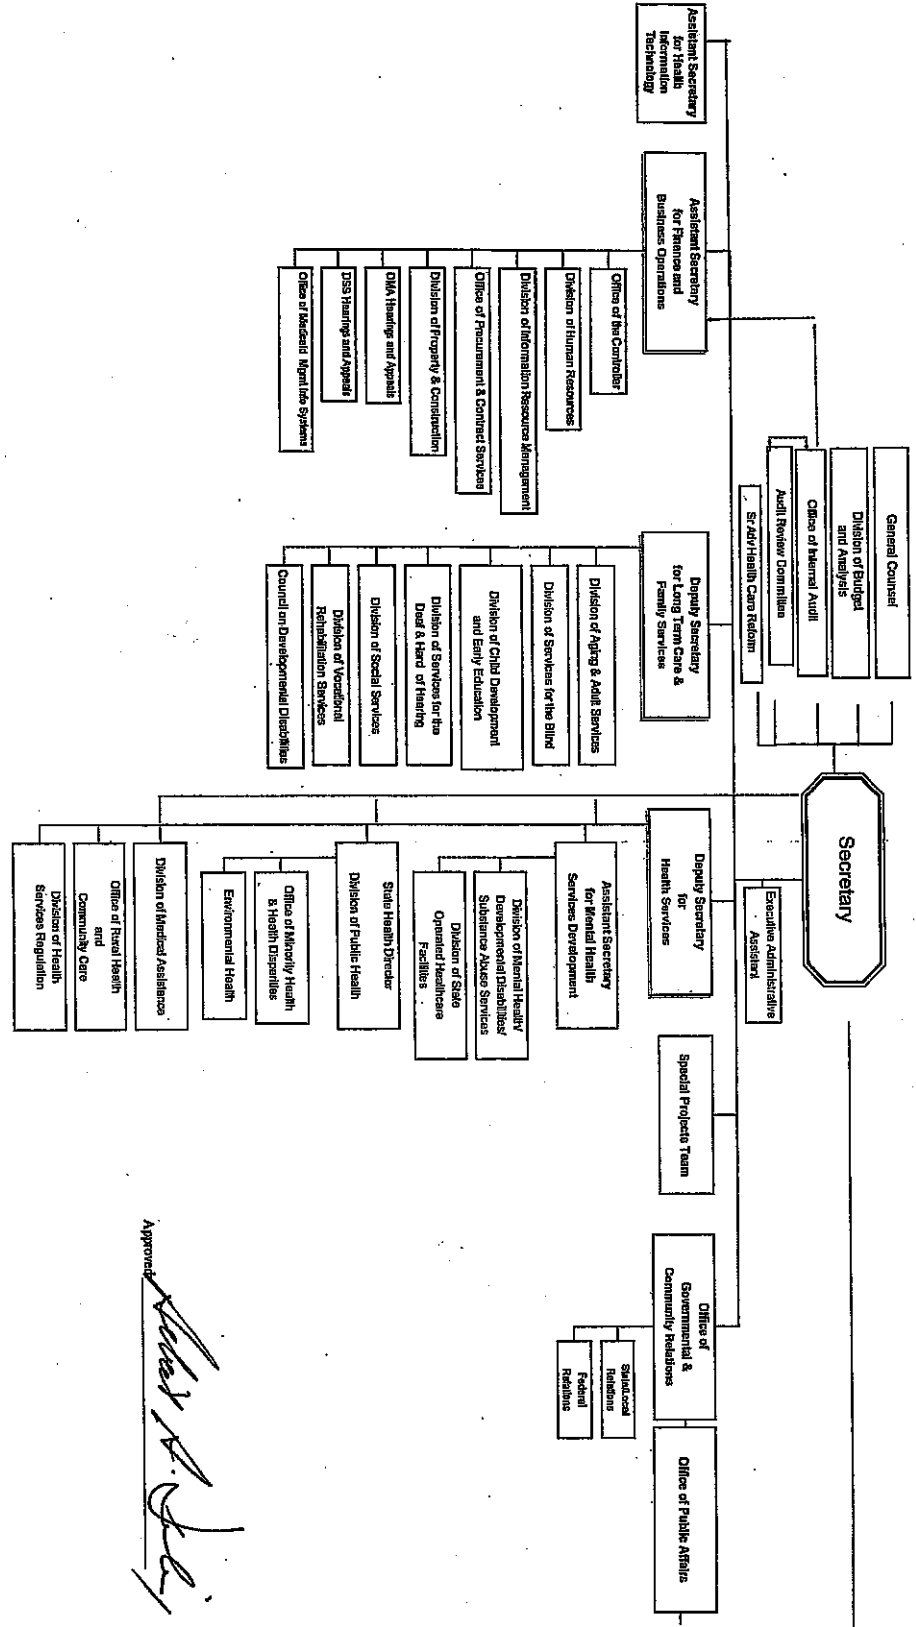 Secretary
General Counsel
Division of Budget
and Analysis
Office of Internal Audit
Audit Review Committee
Sr Adv Health Care Reform
Executive Administrative
Assistant
Assistant Secretary
for Health
Information
Technology
Assistant Secretary
for Finance and
Business Operations
Office of the Controller
Division of Human Resources
Division of Information Resource Management
Office of Procurement & Contract Services
Division of Property & Construction
DMA Hearings and Appeals
DSS Hearings and Appeals
Office of Medicaid Mgmt Info Systems
Deputy Secretary
for Long Term Care &
Family Services
Division of Aging & Adult Services
Division of Services for the Blind
Division of Child Development
and Early Education
Division of Services for the
Deaf & Hard of Hearing
Division of Social Services
Division of Vocational
Rehabilitation Services
Council on Developmental Disabilities
Deputy Secretary
for
Health Services
Assistant Secretary
for Mental Health
Services Development
Division of Mental Health/
Developmental Disabilities/
Substance Abuse Services
Division of State
Operated Healthcare
Facilities
State Health Director
Division of Public Health
Office of Minority Health
& Health Disparities
Environmental Health
Division of Medical Assistance
Office of Rural Health
and
Community Care
Division of Health
Services Regulation
Special Projects Team
Office of
Governmental &
Community Relations
State/Local
Relations
Federal
Relations
Office of Public Affairs
Approved